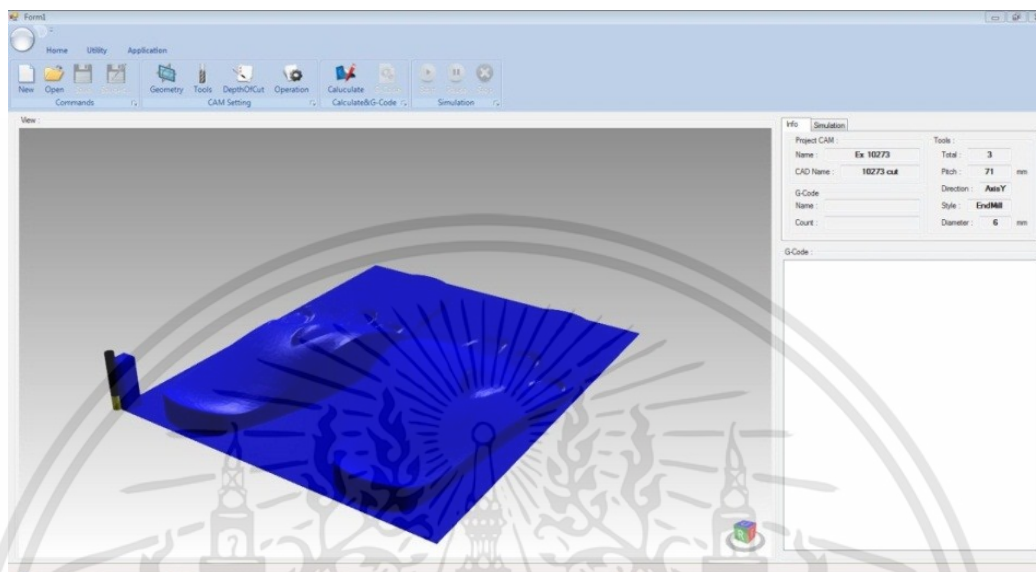 Form1
Home Utility Application
New Open
Geometry Tools DepthOfCut Operation Caluculate
Commands CAM Setting Calculate&G-Code Simulation
View :
Info Simulation
Project CAM : Tools :
Name : Ex 10273 Total : 3
CAD Name : 10273 cut Pitch : 71 mm
G-Code Direction : AxisY
Name : Style : EndMill
Count : Diameter : 6 mm
G-Code :
R